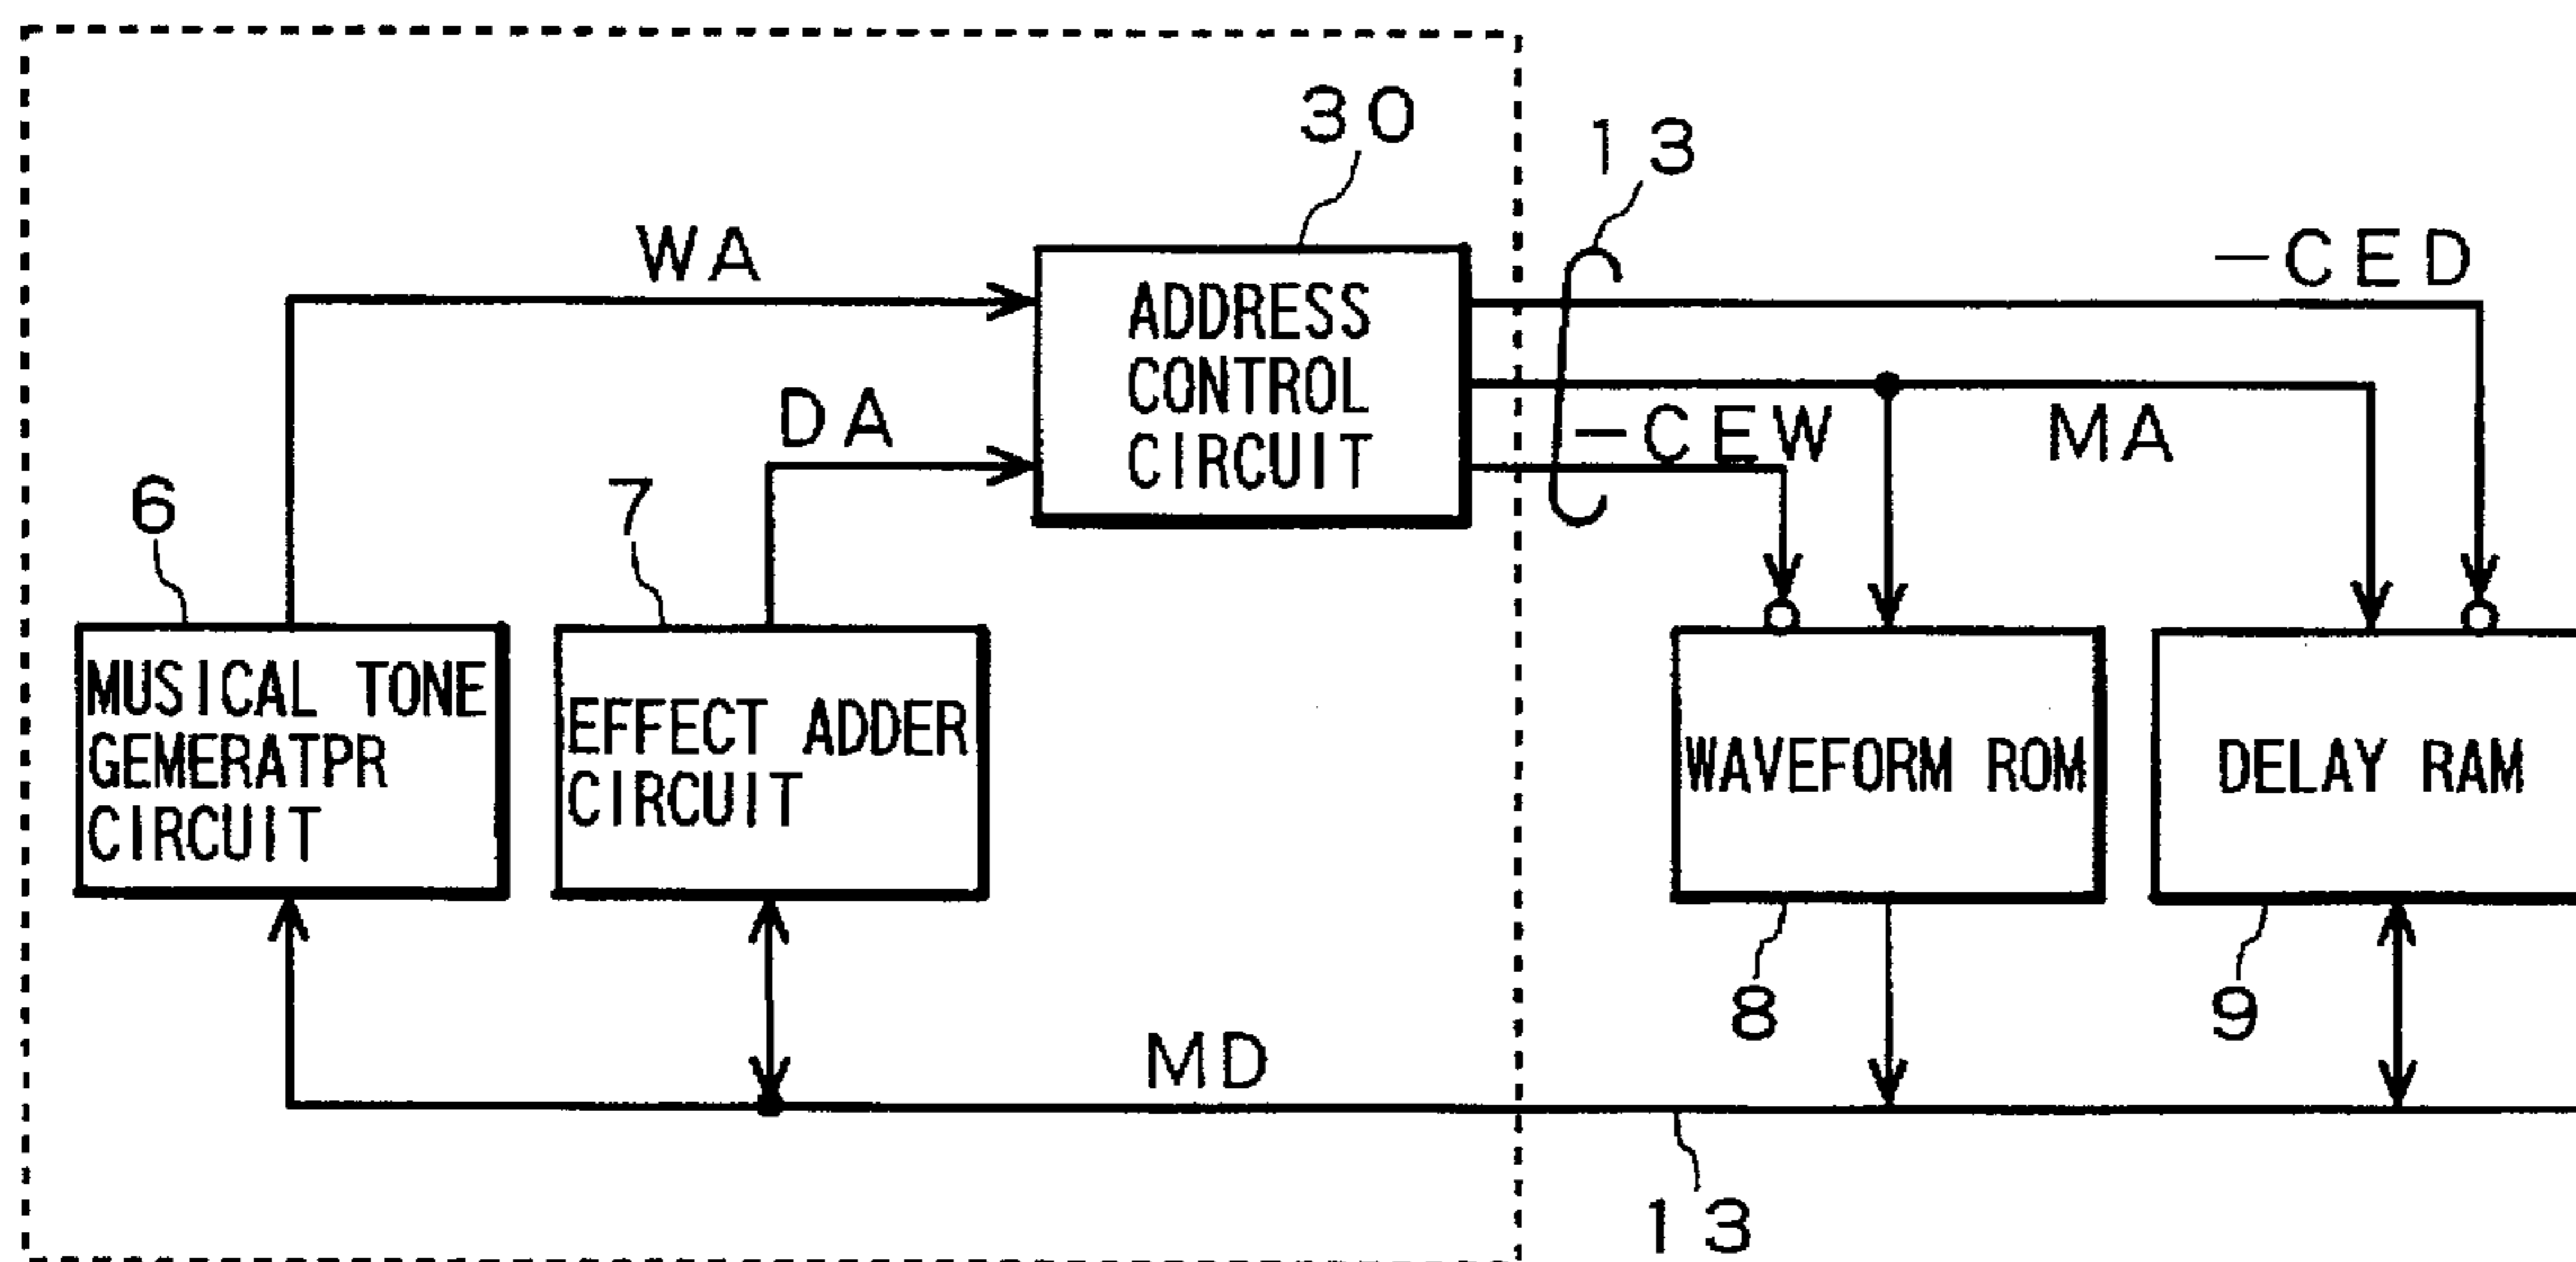 30
13
WA
-CED
ADDRESS
CONTROL
CIRCUIT
DA
-CEW
MA
6
7
MUSICAL TONE
GEMERATPR
CIRCUIT
EFFECT ADDER
CIRCUIT
WAVEFORM ROM
DELAY RAM
8
9
MD
13